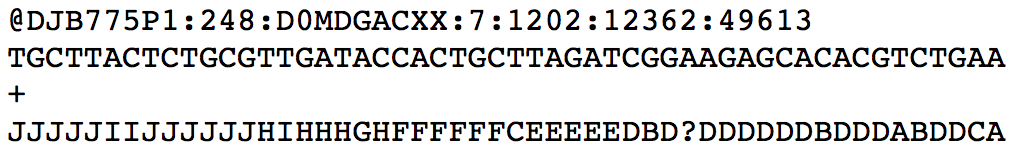 @DJB775P1:248:D0MDGACXX:7:1202:12362:49613
TGCTTACTCTGCGTTGATACCACTGCTTAGATCGGAAGAGCACACGTCTGAA
+
JJJJJIIJJJJJJHIHHHGHFFFFFFCEEEEEDBD?DDDDDDBDDDABDDCA